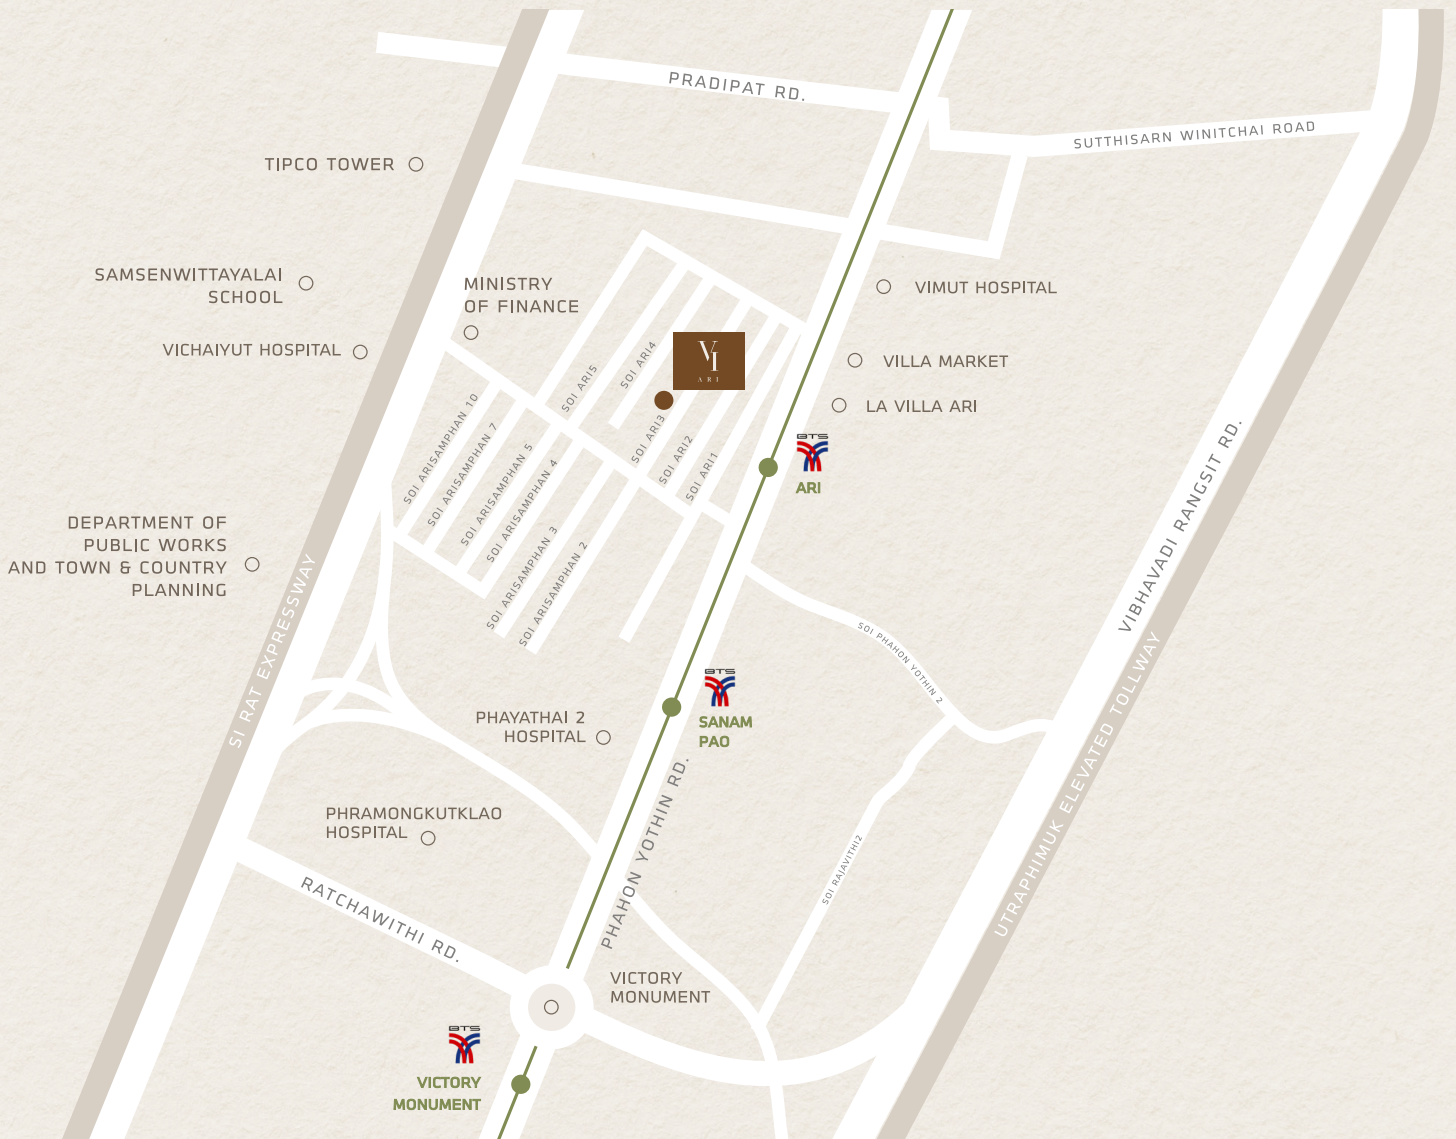 PRADIPAT RD.
SUTTHISARN WINITCHAI ROAD
TIPCO TOWER
SAMSENWITTAYALAI
SCHOOL
MINISTRY
OF FINANCE
VIMUT HOSPITAL
VICHAIYUT HOSPITAL
VI
ARI
VILLA MARKET
LA VILLA ARI
SOI ARI5
SOI ARI4
SOI ARI3
SOI ARI2
SOI ARI1
BTS
ARI
SOI ARISAMPHAN 10
SOI ARISAMPHAN 7
SOI ARISAMPHAN 5
SOI ARISAMPHAN 4
SOI ARISAMPHAN 3
SOI ARISAMPHAN 2
VIBHAVADI RANGSIT RD.
DEPARTMENT OF
PUBLIC WORKS
AND TOWN & COUNTRY
PLANNING
SI RAT EXPRESSWAY
SOI PHAHON YOTHIN 2
BTS
SANAM
PAO
PHAYATHAI 2
HOSPITAL
UTRAPHIMUK ELEVATED TOLLWAY
PHAHON YOTHIN RD.
PHRAMONGKUTKLAO
HOSPITAL
SOI RAJAVITHI2
RATCHAWITHI RD.
VICTORY
MONUMENT
BTS
VICTORY
MONUMENT